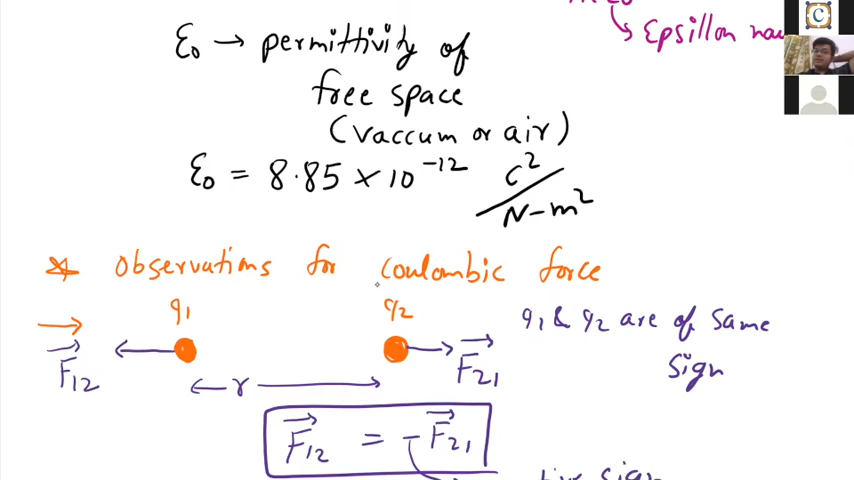 Epsillon
ε₀ → permittivity of
free space
(vaccum or air)
ε₀ = 8.85 × 10⁻¹² C²/N-m²
* Observations for coulombic force
q₁ q₂
q₁ & q₂ are of same
sign
F₁₂ F₂₁
r
F₁₂ = -F₂₁
sign
C